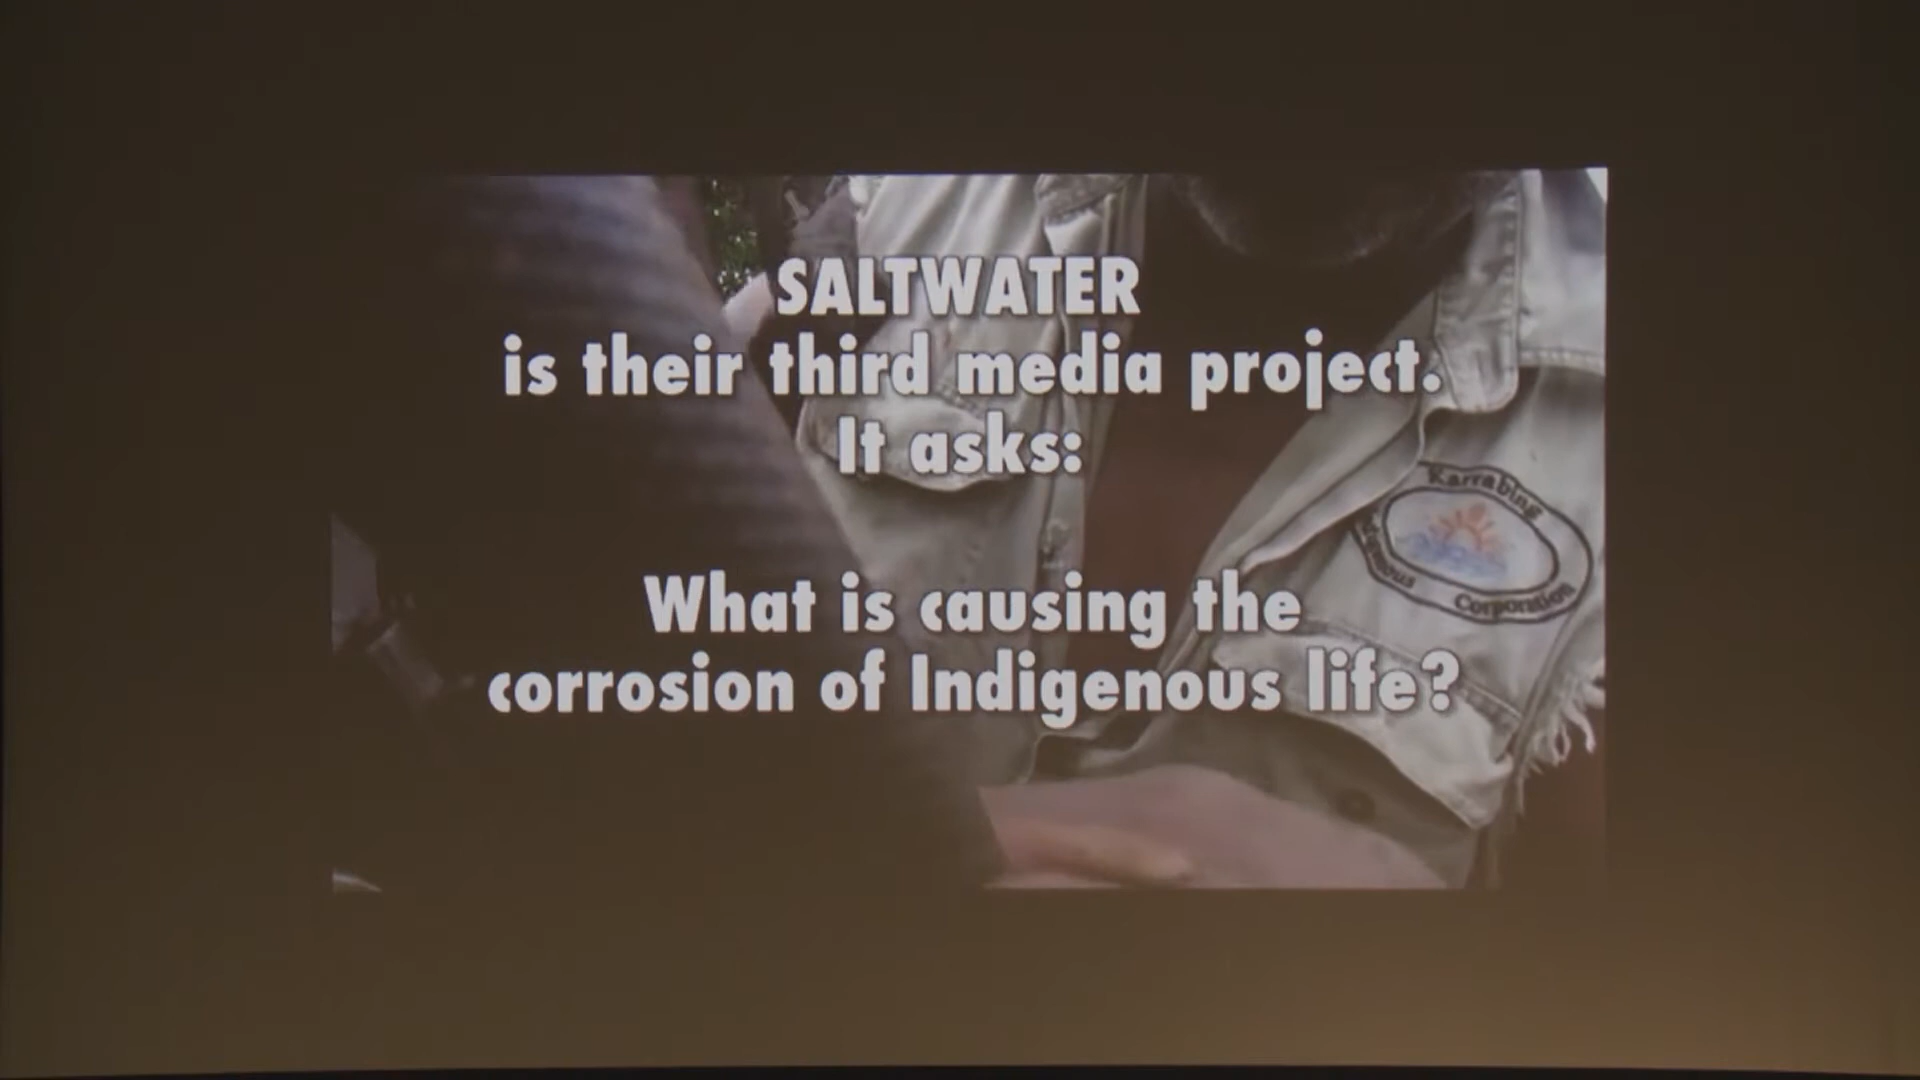 SALTWATER
is their third media project.
It asks:
What is causing the
corrosion of Indigenous life?
Karrabing
Corporation